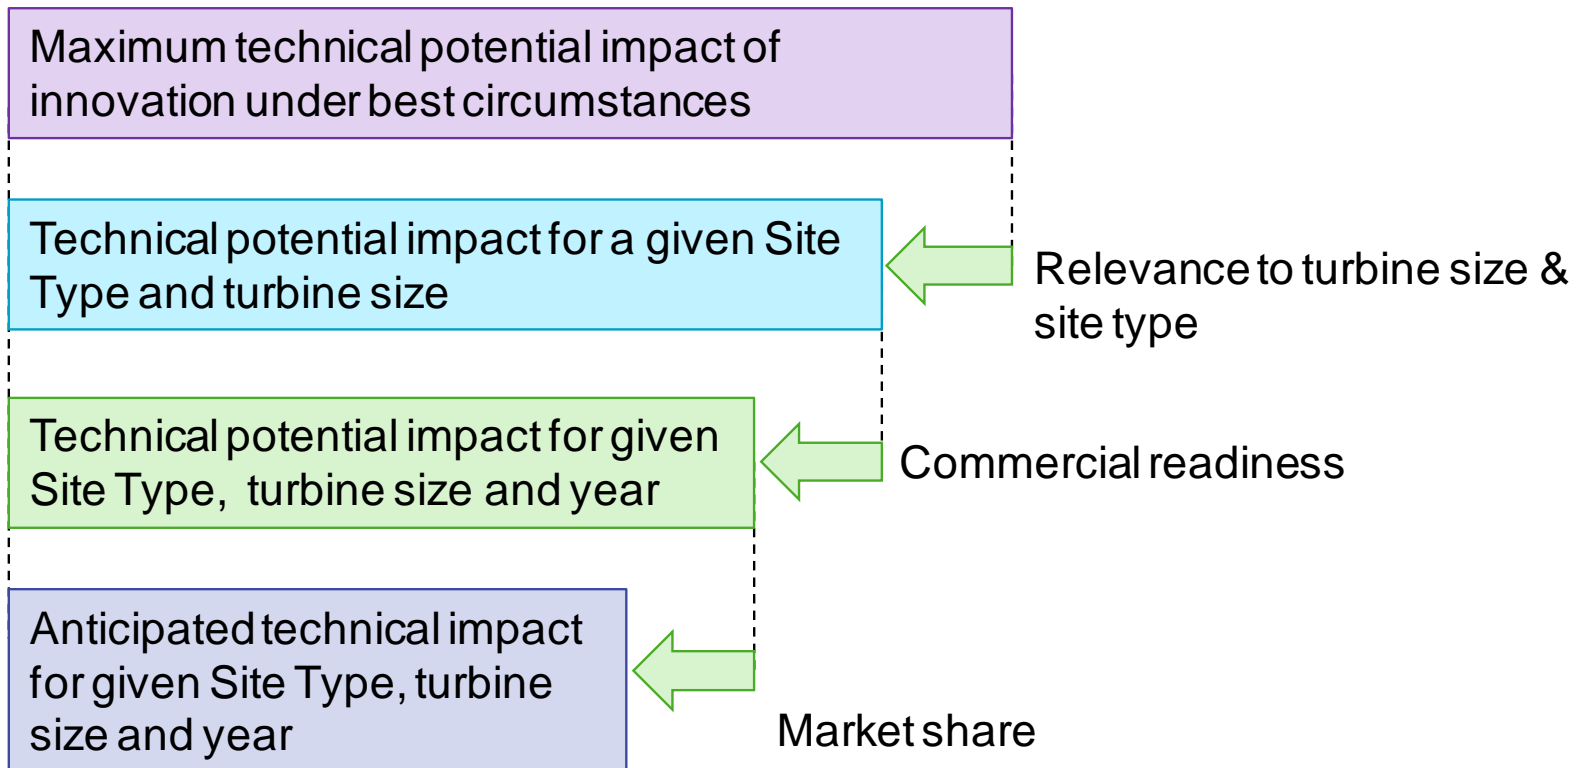 Maximum technical potential impact of
innovation under best circumstances
Technical potential impact for a given Site
Type and turbine size
Relevance to turbine size &
site type
Technical potential impact for given
Site Type, turbine size and year
Commercial readiness
Anticipated technical impact
for given Site Type, turbine
size and year
Market share